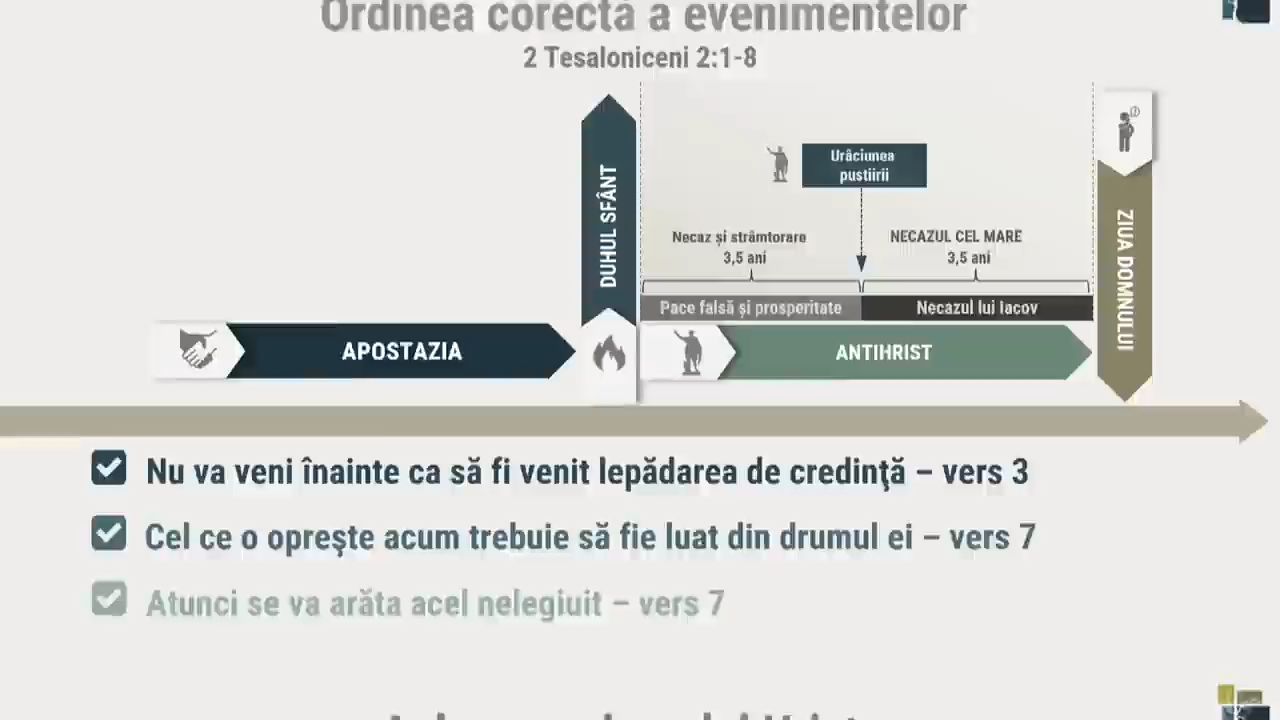 Ordinea corectă a evenimentelor
2 Tesaloniceni 2:1-8
Urâciunea
pustiirii
DUHUL SFÂNT
ZIUA DOMNULUI
Necaz și strâmtorare
3,5 ani
NECAZUL CEL MARE
3,5 ani
Pace falsă și prosperitate
Necazul lui Iacov
APOSTAZIA
ANTIHRIST
Nu va veni înainte ca să fi venit lepădarea de credinţă – vers 3
Cel ce o opreşte acum trebuie să fie luat din drumul ei – vers 7
Atunci se va arăta acel nelegiuit – vers 7